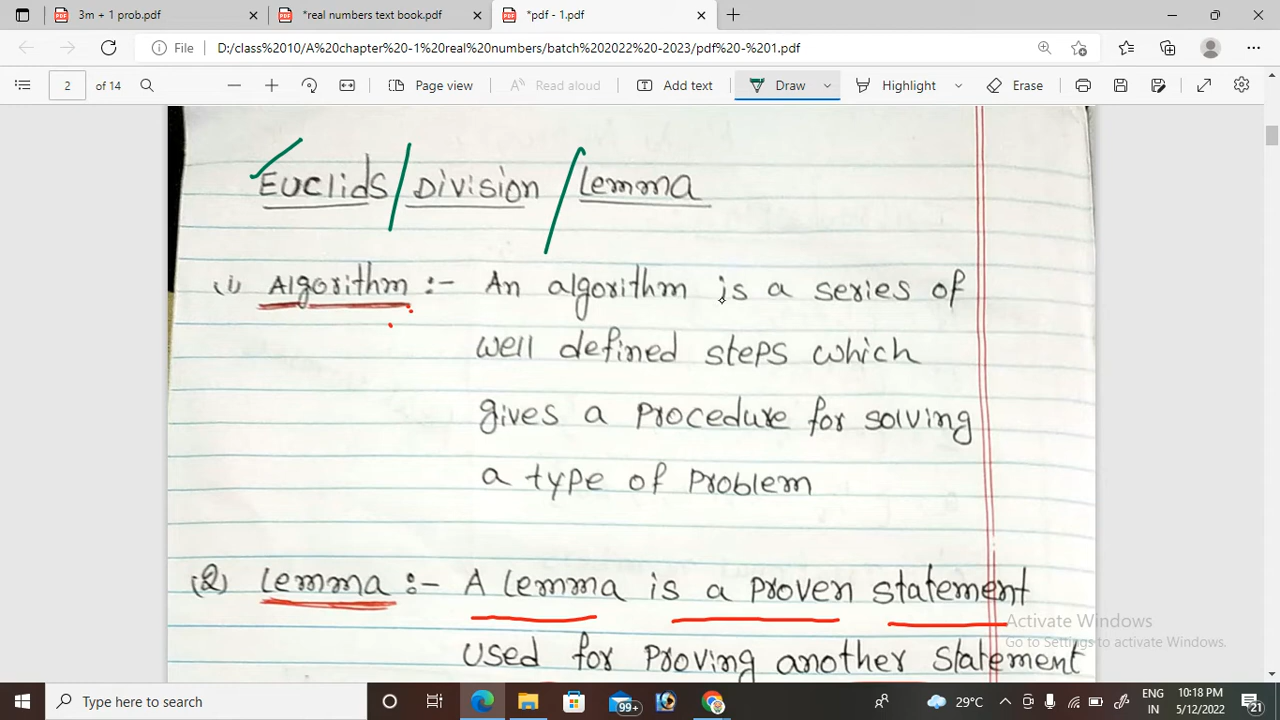 3m + 1 prob.pdf
*real numbers text book.pdf
*pdf - 1.pdf
File
D:/class%2010/A%20chapter%20-1%20real%20numbers/batch%202022%20-2023/pdf%20-%201.pdf
2 of 14
Page view
Read aloud
Add text
Draw
Highlight
Erase
Euclids Division Lemma
(i) Algorithm :- An algorithm is a series of
well defined steps which
gives a procedure for solving
a type of problem
(2) Lemma :- A Lemma is a proven statement
used for proving another statement
Activate Windows
Go to Settings to activate Windows.
Type here to search
99+
29°C
ENG
IN
10:18 PM
5/12/2022
21